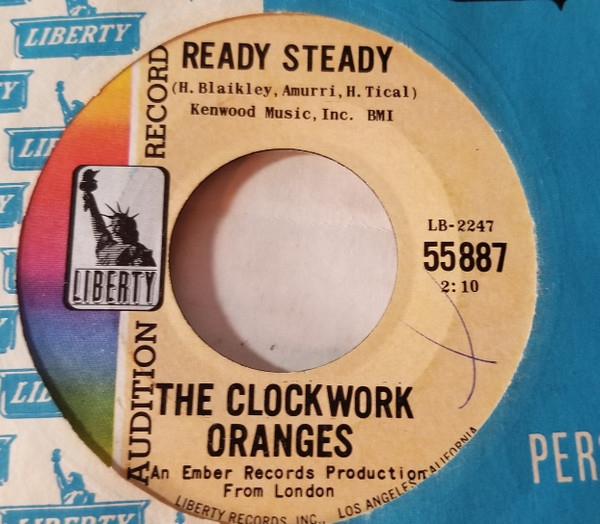 READY STEADY
(H. Blaikley, Amurri, H. Tical)
Kenwood Music, Inc. BMI
AUDITION RECORD
LIBERTY
LB-2247
55887
2:10
THE CLOCKWORK
ORANGES
An Ember Records Production
From London
LIBERTY RECORDS, INC., LOS ANGELES, CALIFORNIA
LIBERTY
LIBERTY
PERS